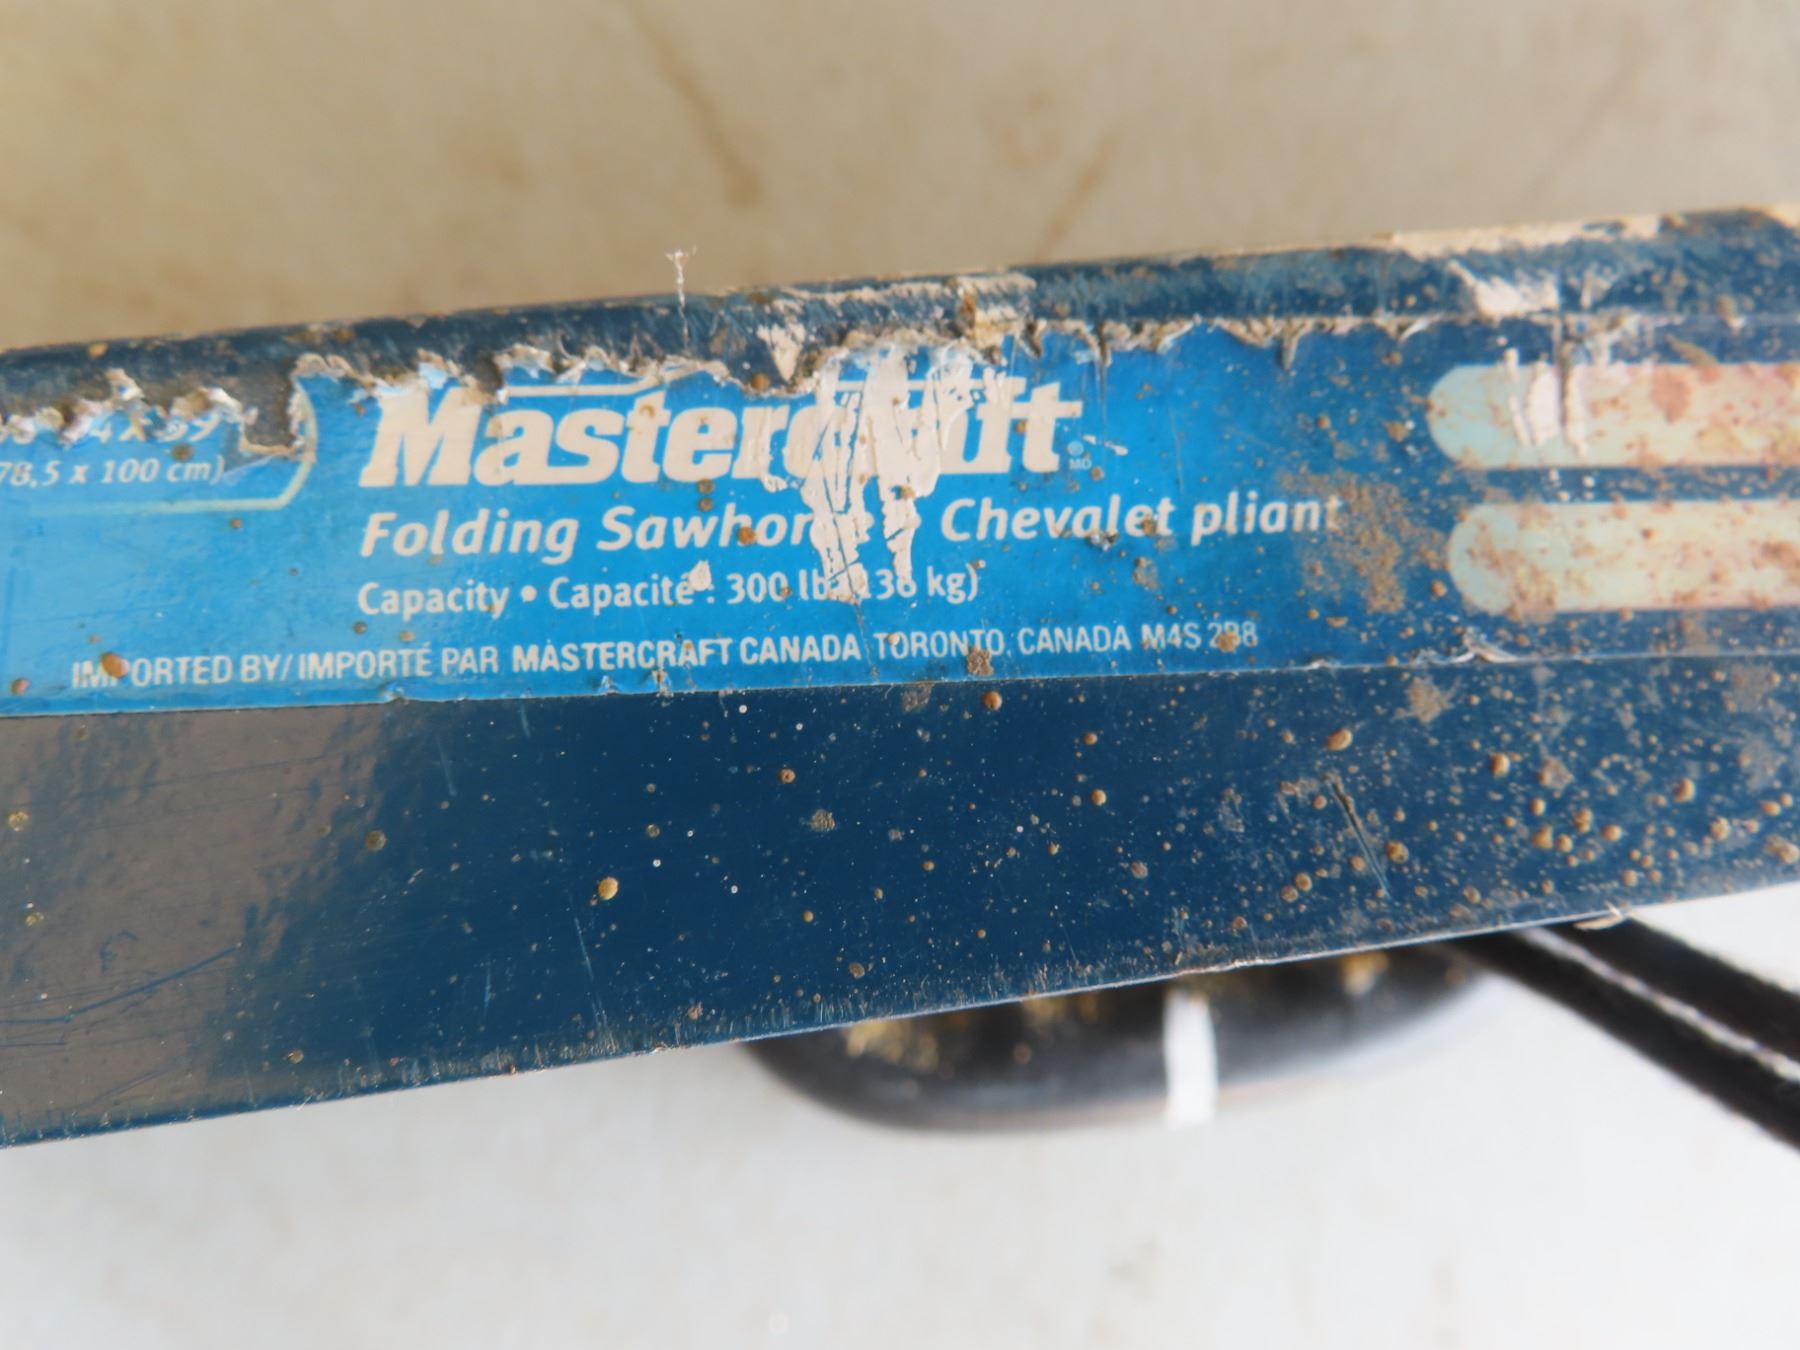 78,5 x 100 cm)
Mastercraft
MD
Folding Sawhorse • Chevalet pliant
Capacity • Capacité : 300 lb (136 kg)
IMPORTED BY/ IMPORTÉ PAR MASTERCRAFT CANADA TORONTO, CANADA M4S 2B8